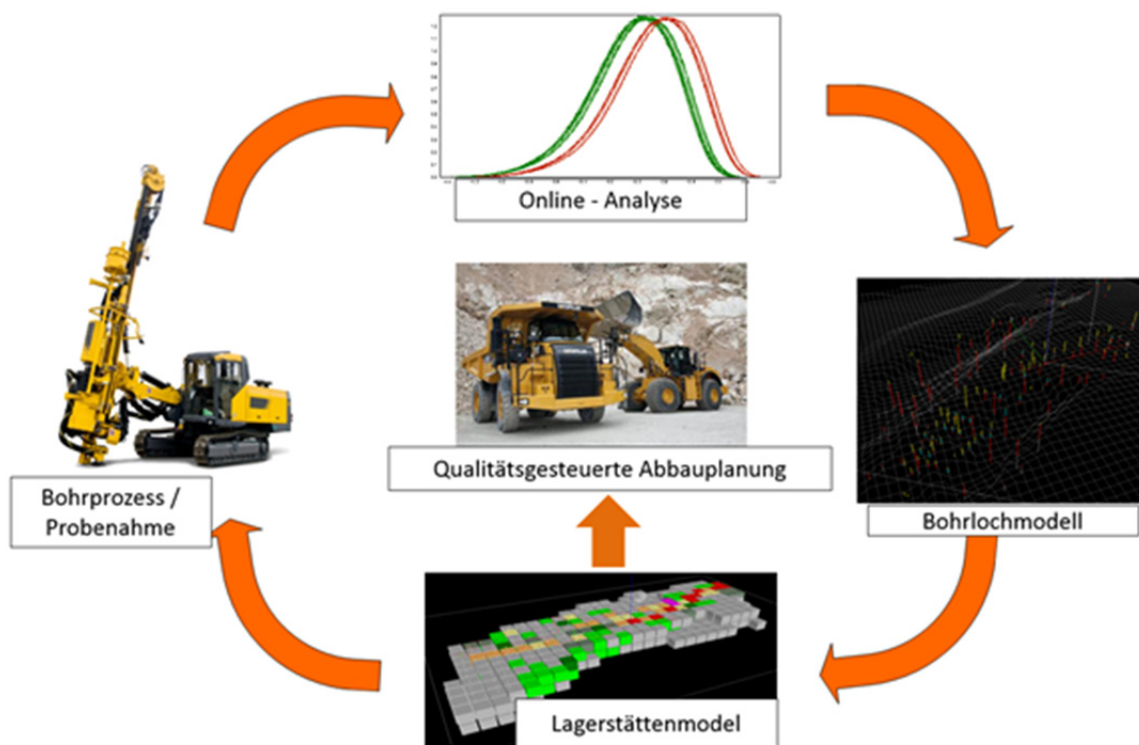 Online - Analyse
Bohrprozess /
Probenahme
Qualitätsgesteuerte Abbauplanung
Bohrlochmodell
Lagerstättenmodel